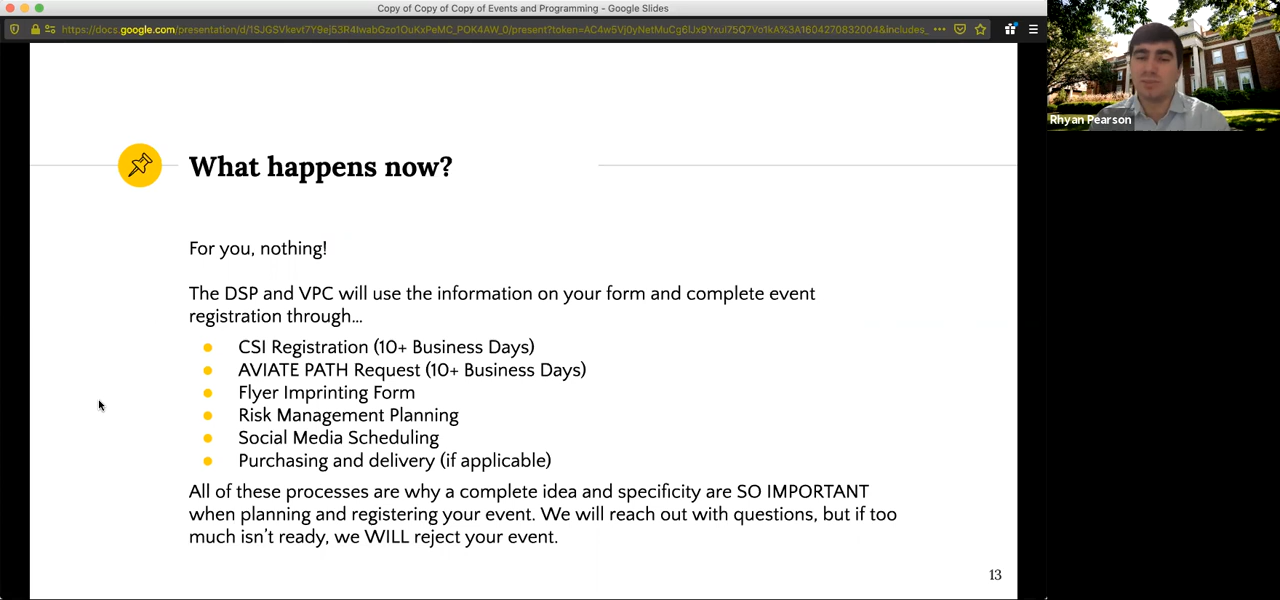 Copy of Copy of Copy of Events and Programming - Google Slides
What happens now?
For you, nothing!
The DSP and VPC will use the information on your form and complete event
registration through…
CSI Registration (10+ Business Days)
AVIATE PATH Request (10+ Business Days)
Flyer Imprinting Form
Risk Management Planning
Social Media Scheduling
Purchasing and delivery (if applicable)
All of these processes are why a complete idea and specificity are SO IMPORTANT
when planning and registering your event. We will reach out with questions, but if too
much isn't ready, we WILL reject your event.
13
Rhyan Pearson